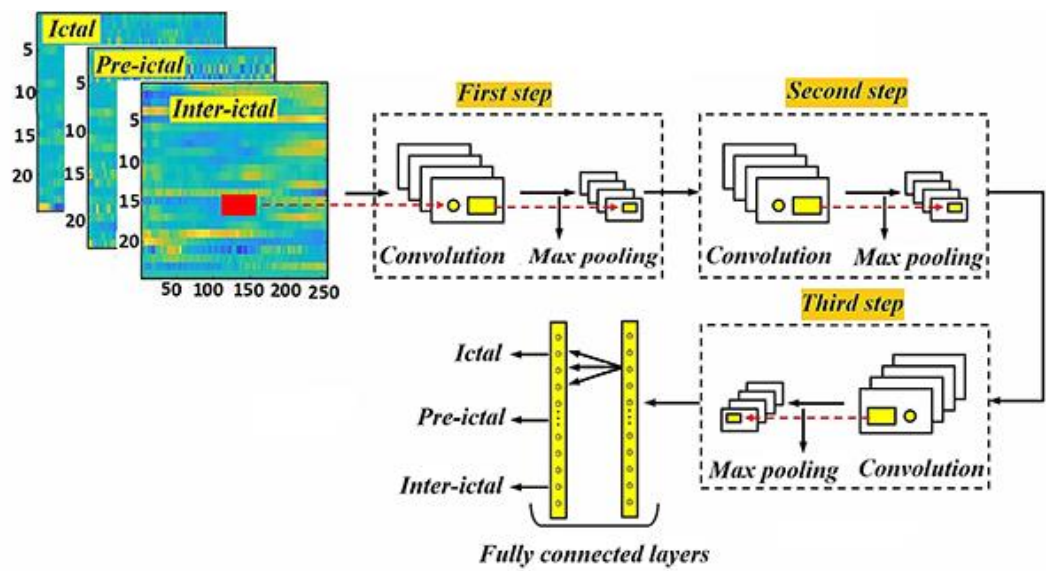 Ictal
5
10
15
20
Pre-ictal
5
10
15
20
Inter-ictal
5
10
15
20
50 100 150 200 250
First step
Convolution Max pooling
Second step
Convolution Max pooling
Third step
Max pooling Convolution
Ictal
Pre-ictal
Inter-ictal
Fully connected layers